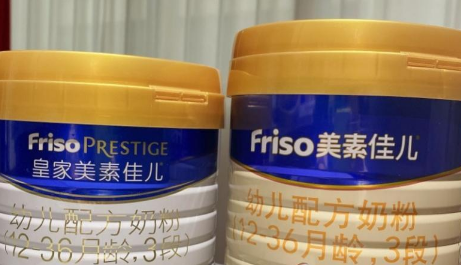 Friso PRESTIGE
皇家美素佳儿
幼儿配方奶粉
(12-36月龄, 3段)
Friso 美素佳儿
幼儿配方奶粉
(12-36月龄, 3段)